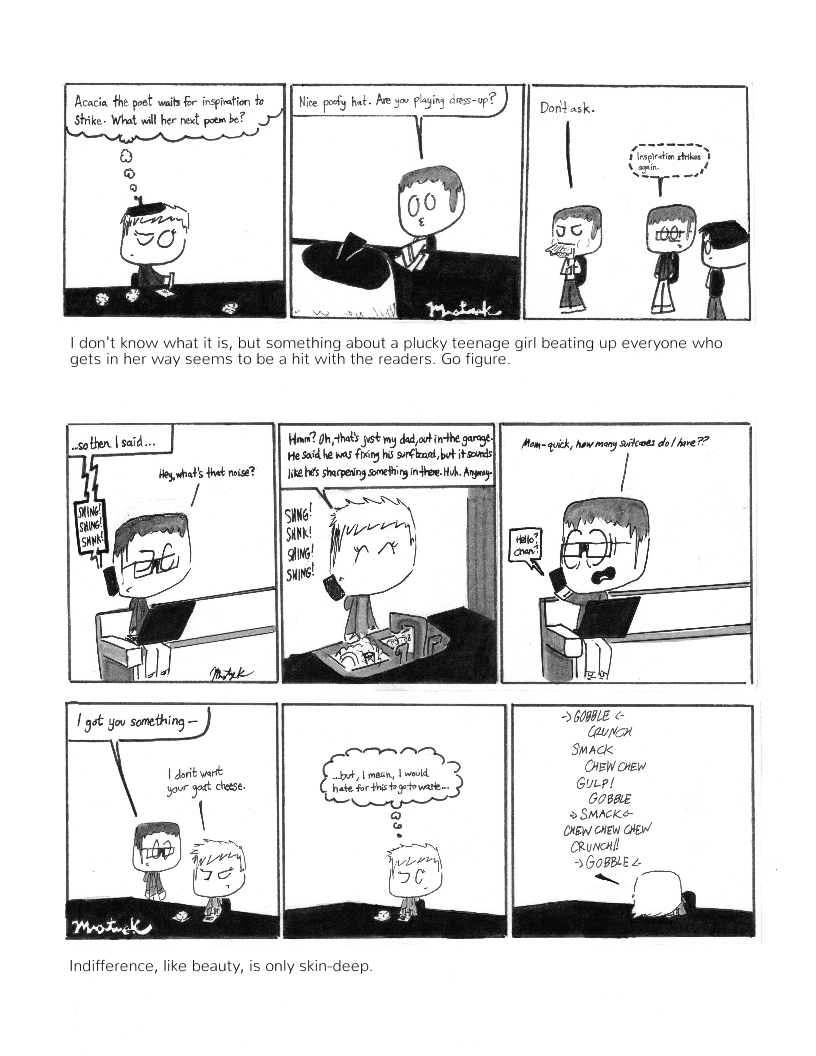 Acacia the poet waits for inspiration to
strike. What will her next poem be?
Nice poofy hat. Are you playing dress-up?
Don't ask.
Inspiration strikes
again.
I don't know what it is, but something about a plucky teenage girl beating up everyone who
gets in her way seems to be a hit with the readers. Go figure.
...so then I said...
Hey, what's that noise?
SHING!
SHING!
SHNK!
Hmm? Oh, that's just my dad, out in the garage.
He said he was fixing his surfboard, but it sounds
like he's sharpening something in there. Huh. Anyway-
SHNG!
SHNK!
SHING!
SHING!
Mom-quick, how many suitcases do I have??
Hello?
Chan?
I got you something—
I don't want
your goat cheese.
...but, I mean, I would
hate for this to go to waste...
-> GOBBLE <-
CRUNCH
SMACK
CHEW CHEW
GULP!
GOBBLE
-> SMACK <-
CHEW CHEW CHEW
CRUNCH!!
-> GOBBLE <-
Indifference, like beauty, is only skin-deep.